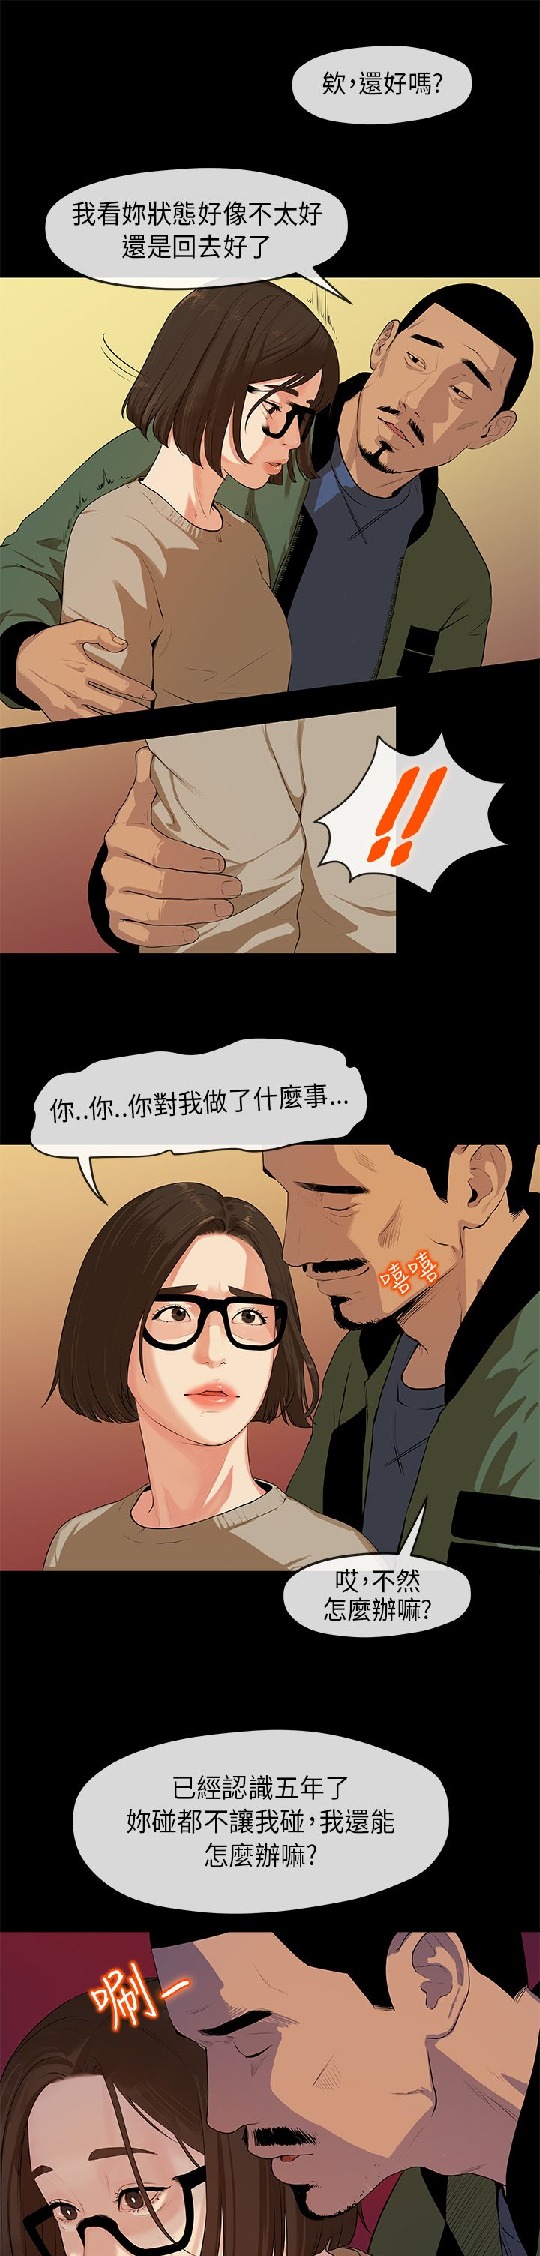 欸，還好嗎?
我看妳狀態好像不太好
還是回去好了
!!
你..你..你對我做了什麼事...
嘻嘻
哎，不然
怎麼辦嘛?
已經認識五年了
妳碰都不讓我碰，我還能
怎麼辦嘛?
唰一